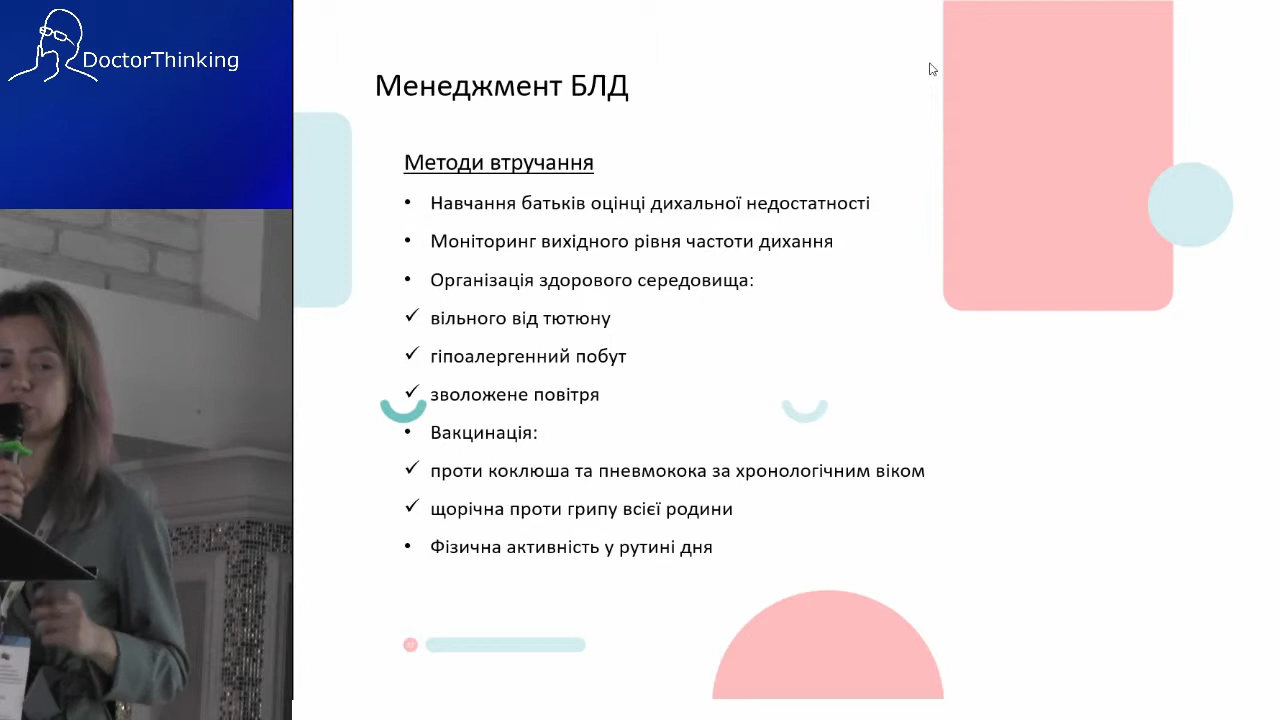 DoctorThinking
Менеджмент БЛД
Методи втручання
• Навчання батьків оцінці дихальної недостатності
• Моніторинг вихідного рівня частоти дихання
• Організація здорового середовища:
✓ вільного від тютюну
✓ гіпоалергенний побут
✓ зволожене повітря
• Вакцинація:
✓ проти коклюша та пневмокока за хронологічним віком
✓ щорічна проти грипу всієї родини
• Фізична активність у рутині дня